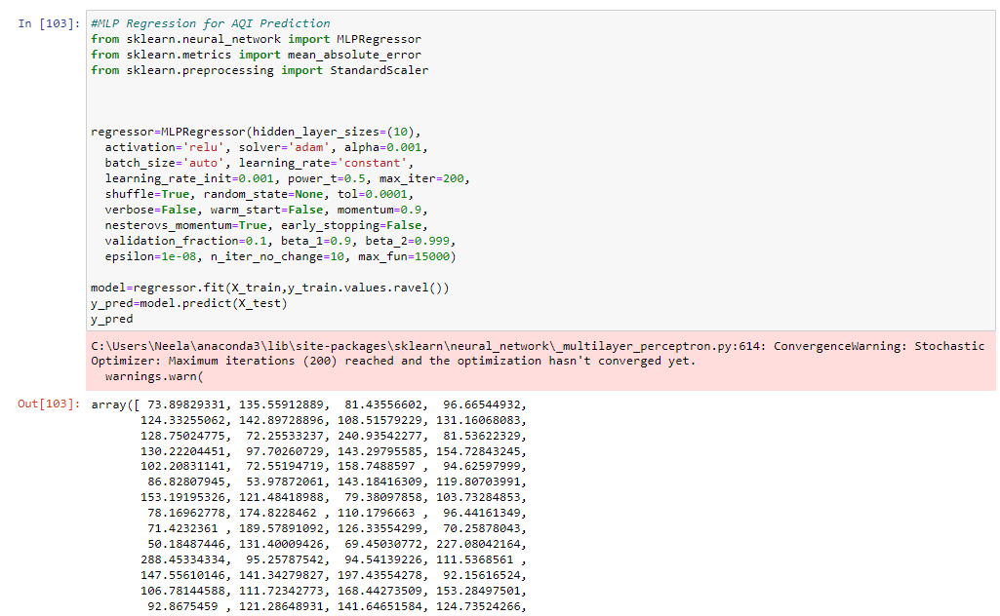 In [103]: #MLP Regression for AQI Prediction
from sklearn.neural_network import MLPRegressor
from sklearn.metrics import mean_absolute_error
from sklearn.preprocessing import StandardScaler
regressor=MLPRegressor(hidden_layer_sizes=(10),
activation='relu', solver='adam', alpha=0.001,
batch_size='auto', learning_rate='constant',
learning_rate_init=0.001, power_t=0.5, max_iter=200,
shuffle=True, random_state=None, tol=0.0001,
verbose=False, warm_start=False, momentum=0.9,
nesterovs_momentum=True, early_stopping=False,
validation_fraction=0.1, beta_1=0.9, beta_2=0.999,
epsilon=1e-08, n_iter_no_change=10, max_fun=15000)
model=regressor.fit(X_train,y_train.values.ravel())
y_pred=model.predict(X_test)
y_pred
C:\Users\Neela\anaconda3\lib\site-packages\sklearn\neural_network\_multilayer_perceptron.py:614: ConvergenceWarning: Stochastic
Optimizer: Maximum iterations (200) reached and the optimization hasn't converged yet.
warnings.warn(
Out[103]: array([ 73.89829331, 135.55912889,  81.43556602,  96.66544932,
124.33255062, 142.89728896, 108.51579229, 131.16068083,
128.75024775,  72.25533237, 240.93542277,  81.53622329,
130.22204451,  97.70260729, 143.29795585, 154.72843245,
102.20831141,  72.55194719, 158.7488597 ,  94.62597999,
86.82807945,  53.97872061, 143.18416309, 119.80703991,
153.19195326, 121.48418988,  79.38097858, 103.73284853,
78.16962778, 174.8228462 , 110.1796663 ,  96.44161349,
71.4232361 , 189.57891092, 126.33554299,  70.25878043,
50.18487446, 131.40009426,  69.45030772, 227.08042164,
288.45334334,  95.25787542,  94.54139226, 111.5368561 ,
147.55610146, 141.34279827, 197.43554278,  92.15616524,
106.78144588, 111.72342773, 168.44273509, 153.28497501,
92.8675459 , 121.28648931, 141.64651584, 124.73524266,